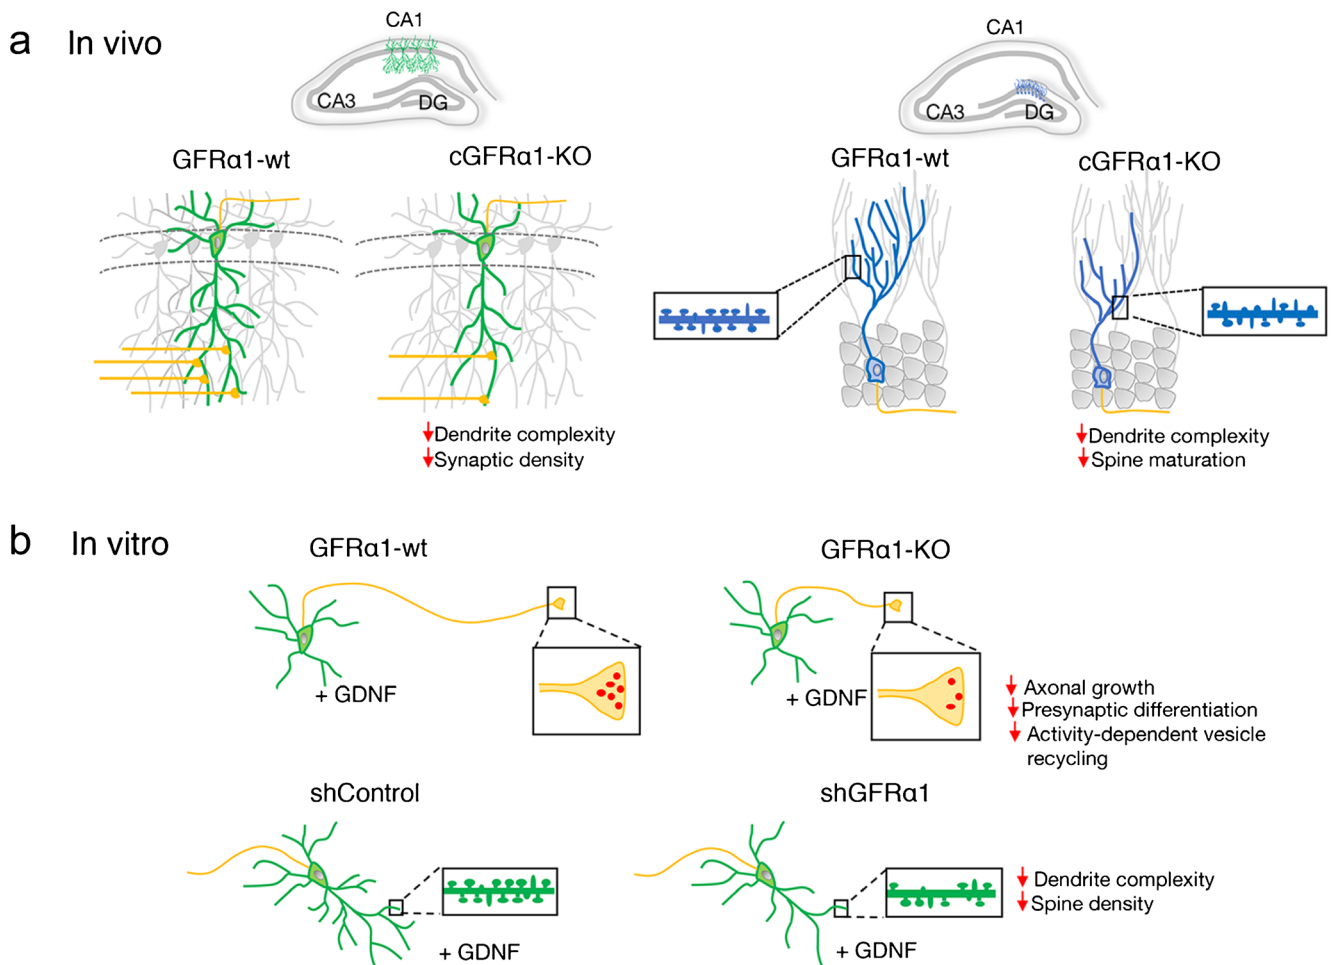 a In vivo
CA1
CA3 DG
GFRα1-wt cGFRα1-KO
↓Dendrite complexity
↓Synaptic density
CA1
CA3 DG
GFRα1-wt cGFRα1-KO
↓Dendrite complexity
↓Spine maturation
b In vitro
GFRα1-wt GFRα1-KO
+ GDNF + GDNF
↓ Axonal growth
↓Presynaptic differentiation
↓ Activity-dependent vesicle
recycling
shControl shGFRα1
+ GDNF + GDNF
↓ Dendrite complexity
↓Spine density